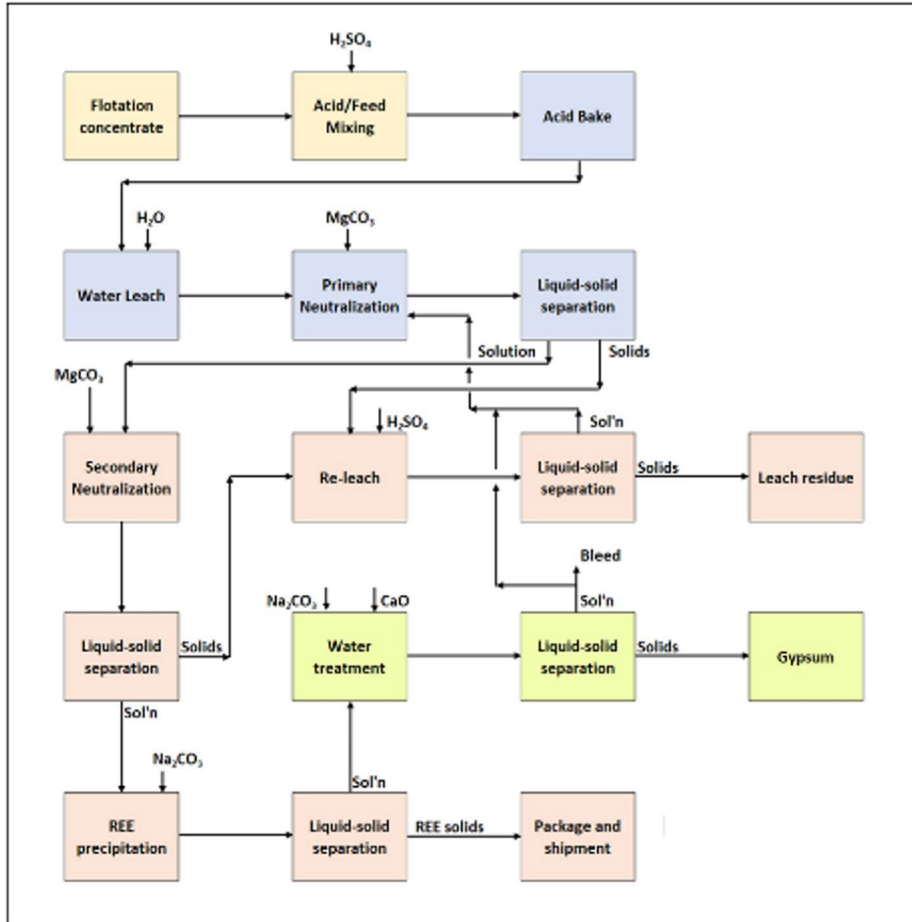 H₂SO₄
Flotation
concentrate
Acid/Feed
Mixing
Acid Bake
H₂O
MgCO₃
Water Leach
Primary
Neutralization
Liquid-solid
separation
Solution
Solids
MgCO₃
H₂SO₄
Sol'n
Secondary
Neutralization
Re-leach
Liquid-solid
separation
Solids
Leach residue
Bleed
Na₂CO₃
CaO
Sol'n
Liquid-solid
separation
Solids
Water
treatment
Liquid-solid
separation
Solids
Gypsum
Sol'n
Na₂CO₃
Sol'n
REE
precipitation
Liquid-solid
separation
REE solids
Package and
shipment